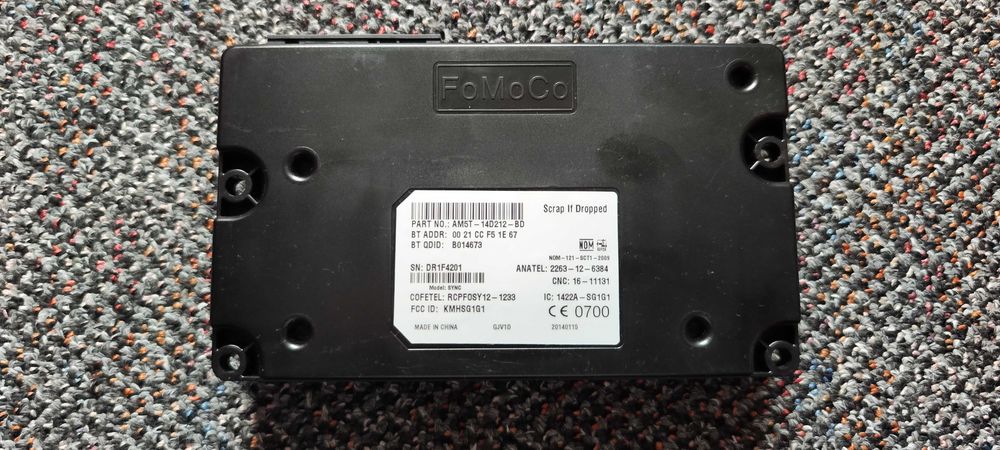 FoMoCo
Scrap If Dropped
PART NO.: AM5T-14D212-BD
BT ADDR: 00 21 CC F5 1E 67
BT QDID: B014673
NOM
NOM-121-SCT1-2009
SN: DR1F4201
ANATEL: 2263-12-6384
Model: SYNC
CNC: 16-11131
COFETEL: RCPFOSY12-1233
IC: 1422A-SG1G1
FCC ID: KMHSG1G1
CE 0700
MADE IN CHINA GJV1D 20140110